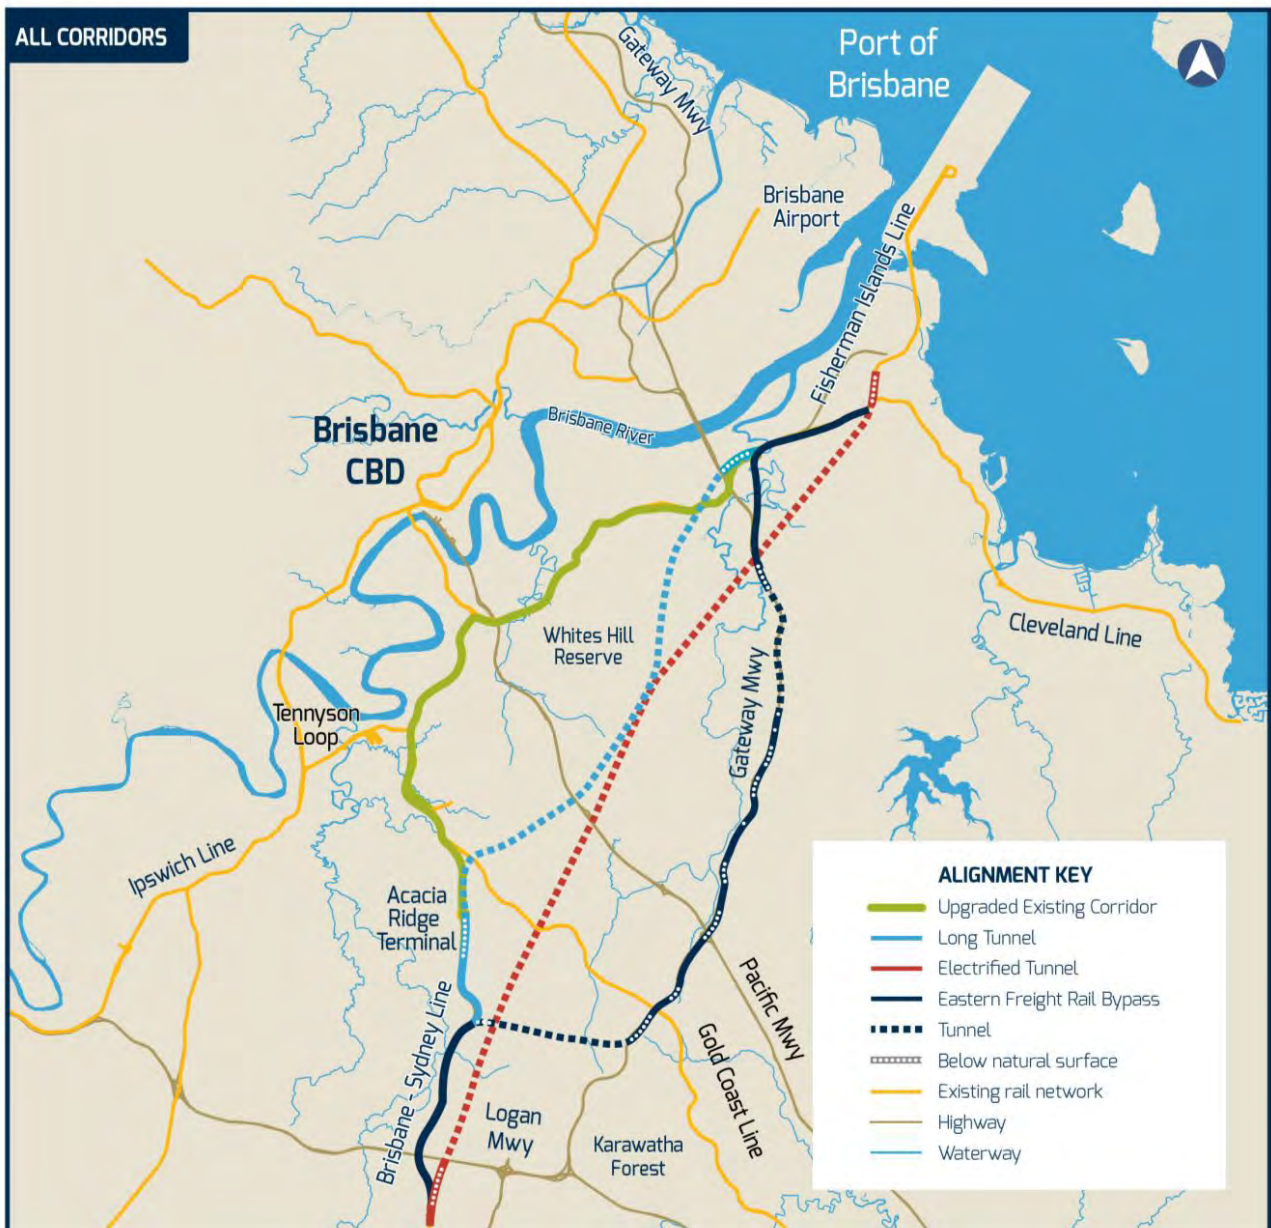 ALL CORRIDORS
Port of
Brisbane
Gateway Mwy
Brisbane
Airport
Fisherman Islands Line
Brisbane River
Brisbane
CBD
Whites Hill
Reserve
Cleveland Line
Tennyson
Loop
Gateway Mwy
Ipswich Line
Acacia
Ridge
Terminal
Brisbane - Sydney Line
Pacific Mwy
Gold Coast Line
Logan
Mwy
Karawatha
Forest
ALIGNMENT KEY
Upgraded Existing Corridor
Long Tunnel
Electrified Tunnel
Eastern Freight Rail Bypass
Tunnel
Below natural surface
Existing rail network
Highway
Waterway